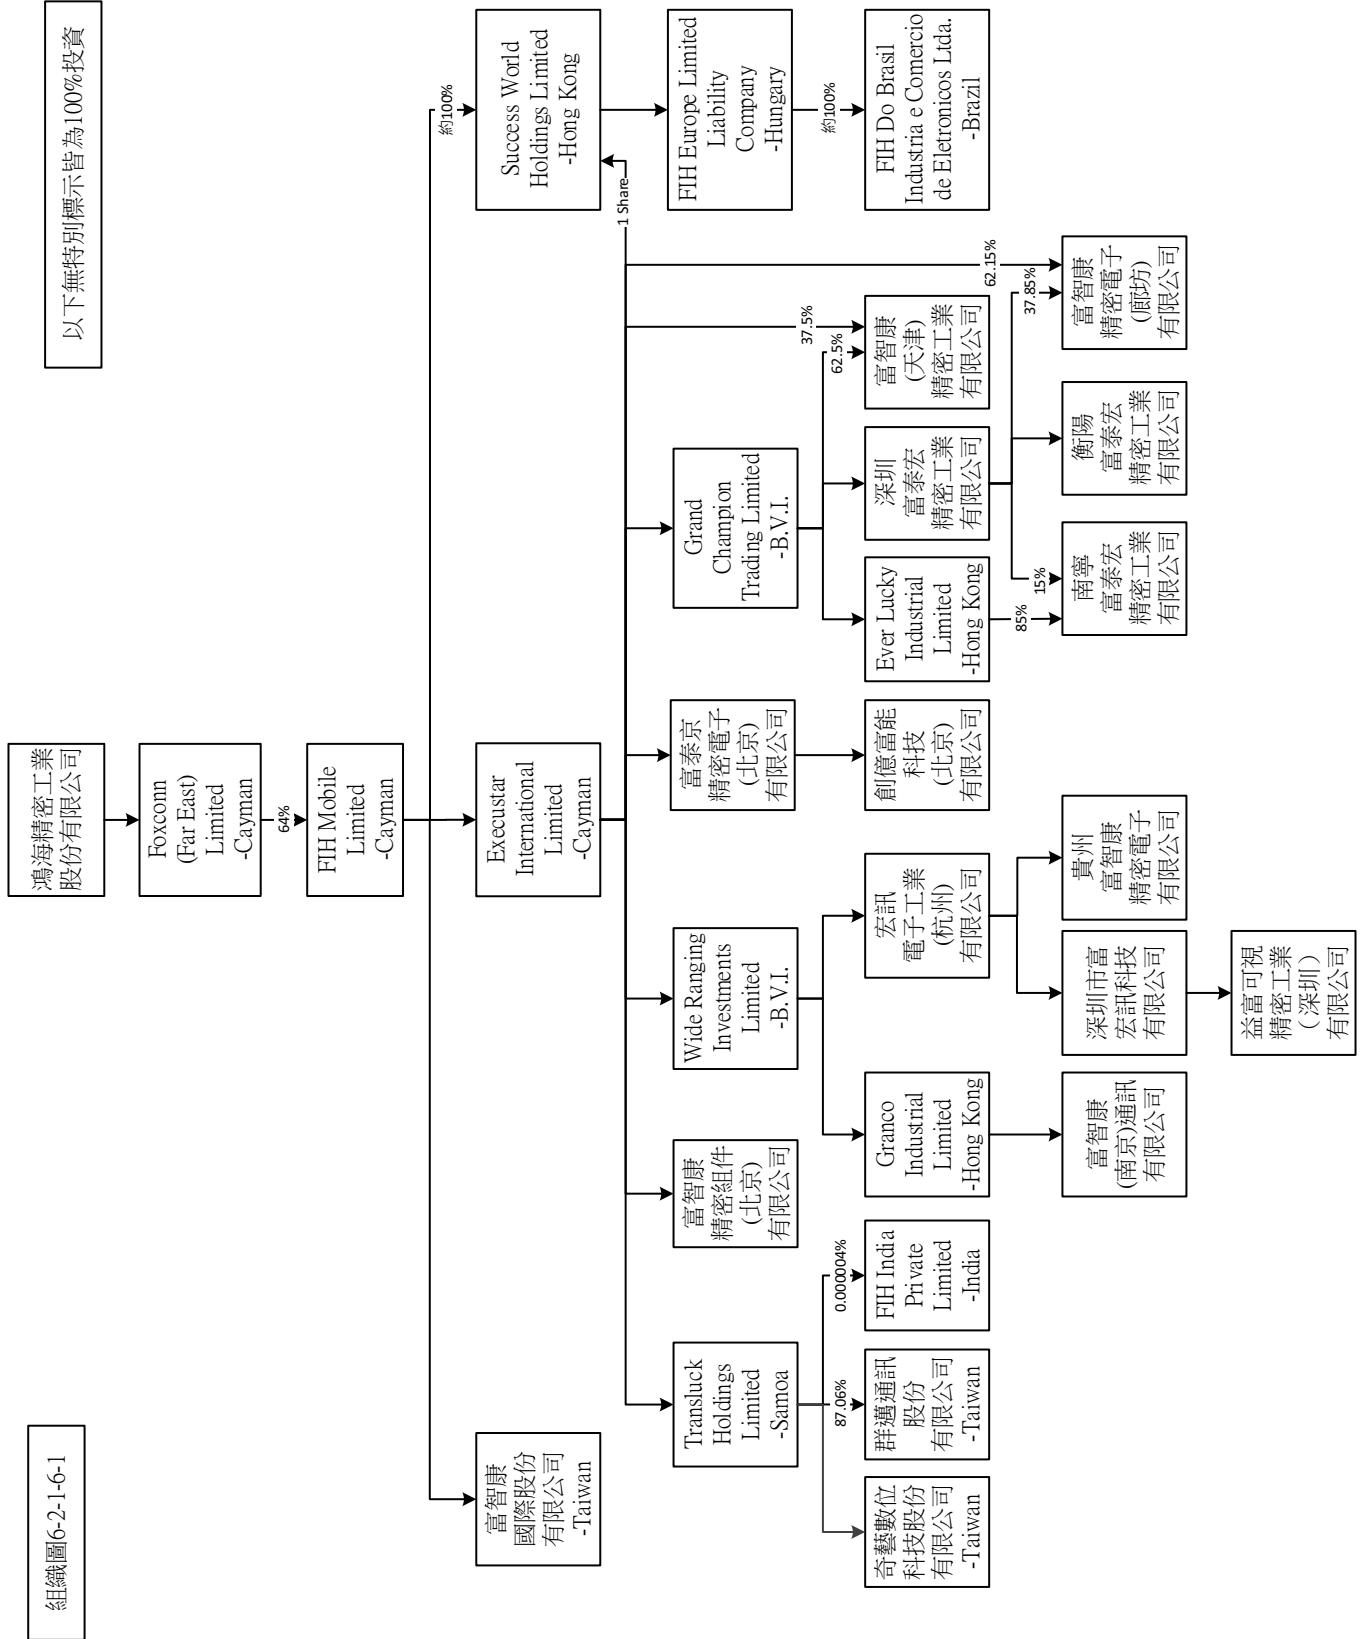 組織圖6-2-1-6-1
以下無特別標示皆為100%投資
鴻海精密工業
股份有限公司
Foxconn
(Far East)
Limited
-Cayman
64%
FIH Mobile
Limited
-Cayman
富智康
國際股份
有限公司
-Taiwan
Execustar
International
Limited
-Cayman
約100%
Success World
Holdings Limited
-Hong Kong
1 Share
Transluck
Holdings
Limited
-Samoa
富智康
精密組件
(北京)
有限公司
Wide Ranging
Investments
Limited
-B.V.I.
富泰京
精密電子
(北京)
有限公司
Grand
Champion
Trading Limited
-B.V.I.
FIH Europe Limited
Liability
Company
-Hungary
87.06%
0.000004%
62.5%
37.5%
62.15%
約100%
奇藝數位
科技股份
有限公司
-Taiwan
群邁通訊
股份
有限公司
-Taiwan
FIH India
Private
Limited
-India
Granco
Industrial
Limited
-Hong Kong
宏訊
電子工業
(杭州)
有限公司
創億富能
科技
(北京)
有限公司
Ever Lucky
Industrial
Limited
-Hong Kong
深圳
富泰宏
精密工業
有限公司
富智康
(天津)
精密工業
有限公司
FIH Do Brasil
Industria e Comercio
de Eletronicos Ltda.
-Brazil
85%
15%
37.85%
富智康
(南京)通訊
有限公司
深圳市富
宏訊科技
有限公司
貴州
富智康
精密電子
有限公司
南寧
富泰宏
精密工業
有限公司
衡陽
富泰宏
精密工業
有限公司
富智康
精密電子
(廊坊)
有限公司
益富可視
精密工業
（深圳）
有限公司